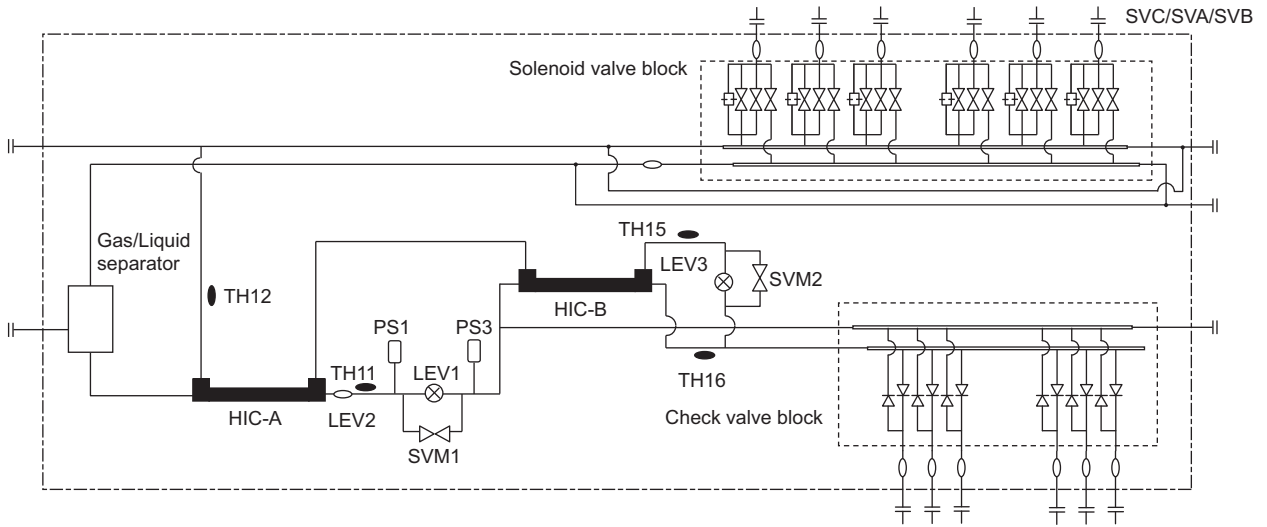 SVC/SVA/SVB
Solenoid valve block
TH15
Gas/Liquid
separator
LEV3
SVM2
TH12
HIC-B
PS1
PS3
TH11
LEV1
TH16
HIC-A
LEV2
Check valve block
SVM1